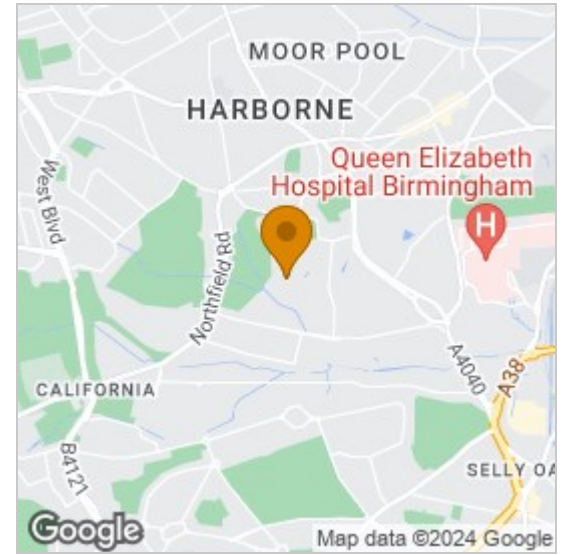 MOOR POOL
HARBORNE
Queen Elizabeth
Hospital Birmingham
H
West Blvd
Northfield Rd
A4040
A38
CALIFORNIA
B4121
SELLY OA
Google
Map data ©2024 Google